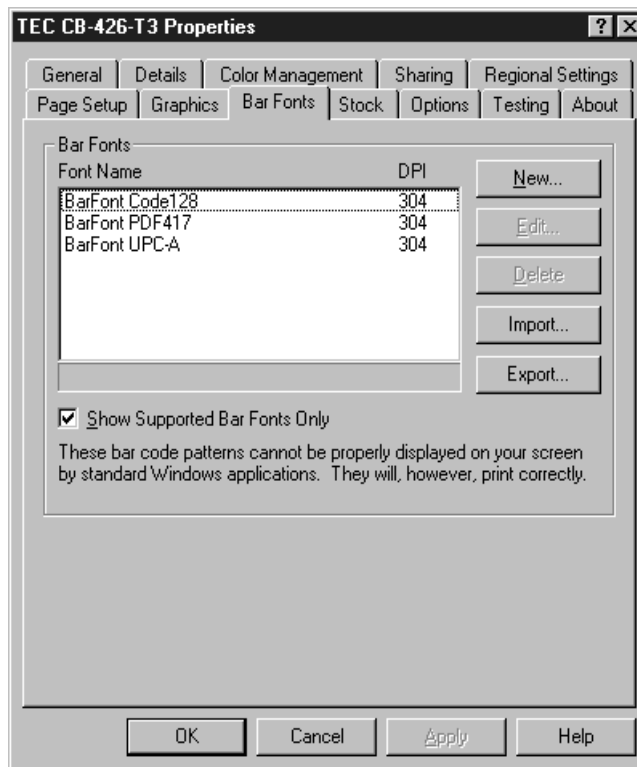 TEC CB-426-T3 Properties
General Details Color Management Sharing Regional Settings
Page Setup Graphics Bar Fonts Stock Options Testing About
Bar Fonts
Font Name DPI
BarFont Code128 304
BarFont PDF417 304
BarFont UPC-A 304
New...
Edit...
Delete
Import...
Export...
Show Supported Bar Fonts Only
These bar code patterns cannot be properly displayed on your screen
by standard Windows applications. They will, however, print correctly.
OK Cancel Apply Help